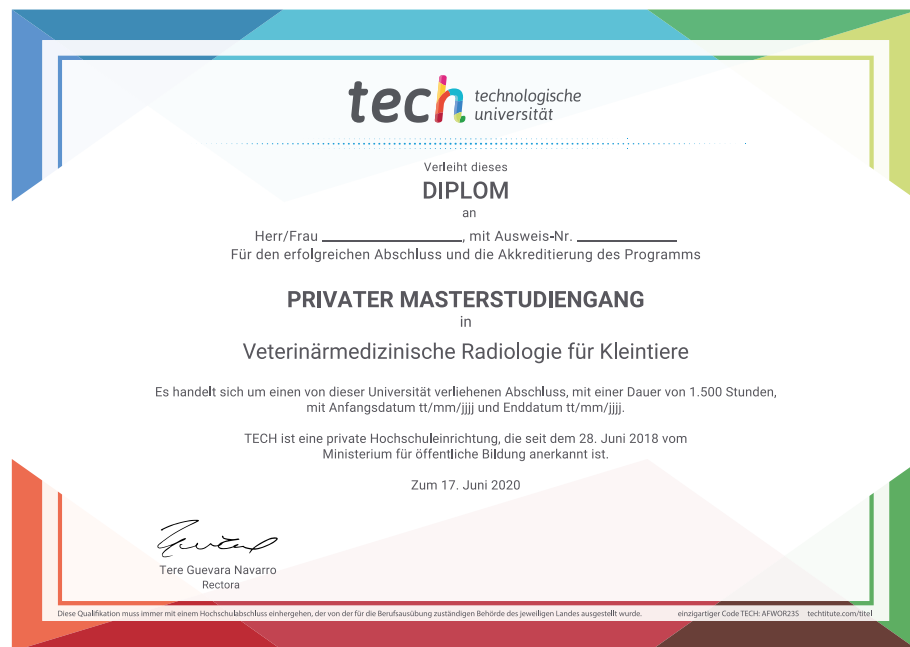 tech technologische
universität
Verleiht dieses
DIPLOM
an
Herr/Frau ____________________, mit Ausweis-Nr. ______________
Für den erfolgreichen Abschluss und die Akkreditierung des Programms
PRIVATER MASTERSTUDIENGANG
in
Veterinärmedizinische Radiologie für Kleintiere
Es handelt sich um einen von dieser Universität verliehenen Abschluss, mit einer Dauer von 1.500 Stunden,
mit Anfangsdatum tt/mm/jjjj und Enddatum tt/mm/jjjj.
TECH ist eine private Hochschuleinrichtung, die seit dem 28. Juni 2018 vom
Ministerium für öffentliche Bildung anerkannt ist.
Zum 17. Juni 2020
Tere Guevara Navarro
Rectora
Diese Qualifikation muss immer mit einem Hochschulabschluss einhergehen, der von der für die Berufsausübung zuständigen Behörde des jeweiligen Landes ausgestellt wurde. einzigartiger Code TECH: AFWOR23S techtitute.com/titel